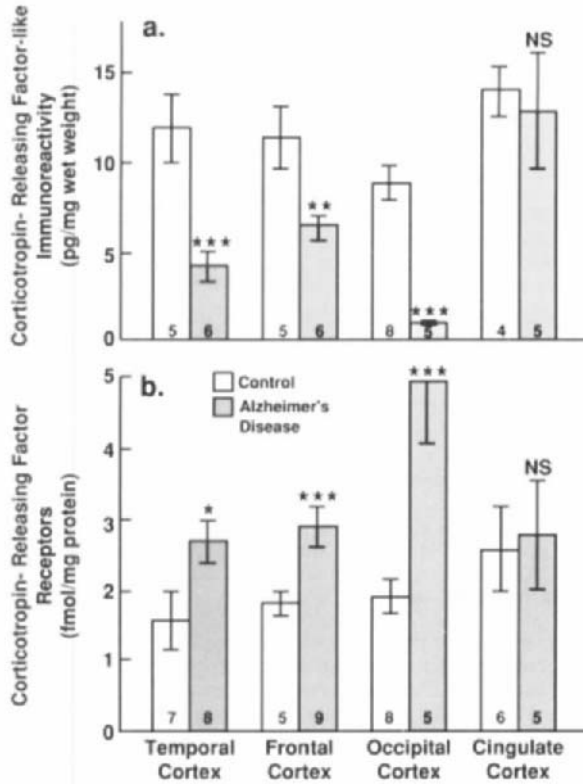 Corticotropin- Releasing Factor-like
Immunoreactivity
(pg/mg wet weight)
a.
15
10
5
0
***
**
***
NS
5
6
5
6
8
5
4
5
Corticotropin- Releasing Factor
Receptors
(fmol/mg protein)
b.
Control
Alzheimer's
Disease
5
4
3
2
1
0
*
***
***
NS
7
8
5
9
8
5
6
5
Temporal
Cortex
Frontal
Cortex
Occipital
Cortex
Cingulate
Cortex